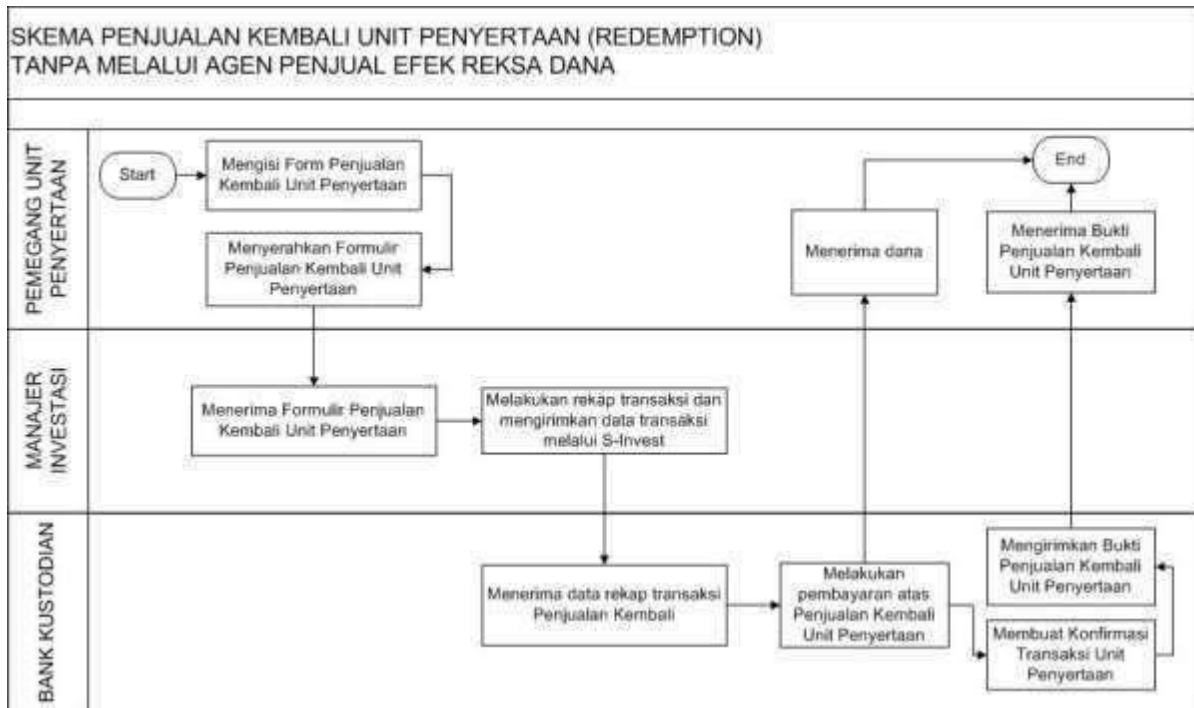 SKEMA PENJUALAN KEMBALI UNIT PENYERTAAN (REDEMPTION)
TANPA MELALUI AGEN PENJUAL EFEK REKSA DANA
PEMEGANG UNIT
PENYERTAAN
Start
Mengisi Form Penjualan
Kembali Unit Penyertaan
Menyerahkan Formulir
Penjualan Kembali Unit
Penyertaan
Menerima dana
End
Menerima Bukti
Penjualan Kembali
Unit Penyertaan
MANAJER
INVESTASI
Menerima Formulir Penjualan
Kembali Unit Penyertaan
Melakukan rekap transaksi dan
mengirimkan data transaksi
melalui S-Invest
BANK KUSTODIAN
Menerima data rekap transaksi
Penjualan Kembali
Melakukan
pembayaran atas
Penjualan Kembali
Unit Penyertaan
Mengirimkan Bukti
Penjualan Kembali
Unit Penyertaan
Membuat Konfirmasi
Transaksi Unit
Penyertaan